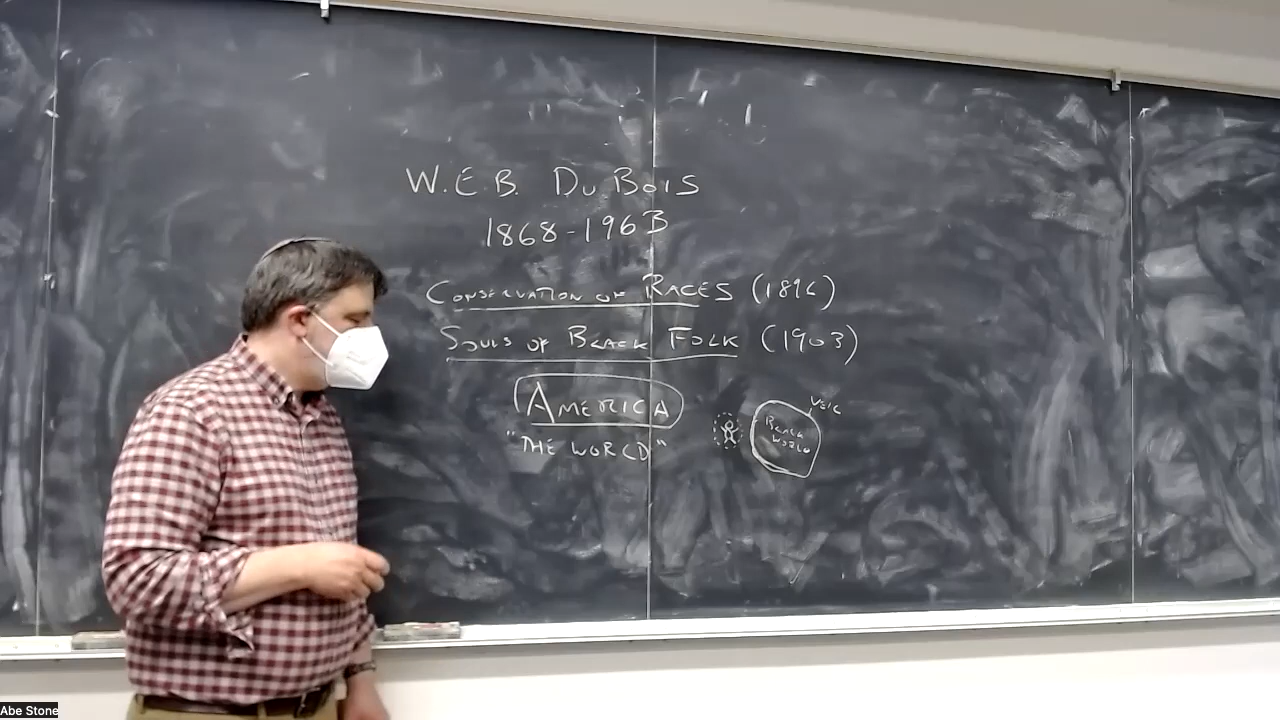 W.E.B. DU BOIS
1868-1963
CONSERVATION OF RACES (1896)
SOULS OF BLACK FOLK (1903)
AMERICA
"THE WORLD"
VEIL
BLACK
WORLD
Abe Stone